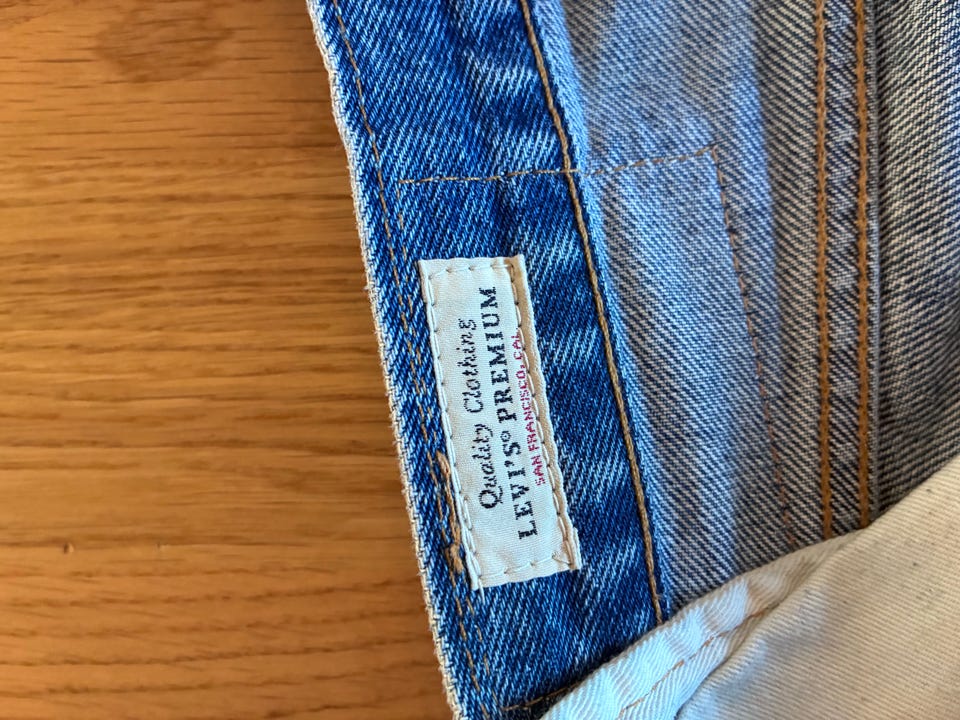 Quality Clothing
LEVI'S® PREMIUM
SAN FRANCISCO, CAL